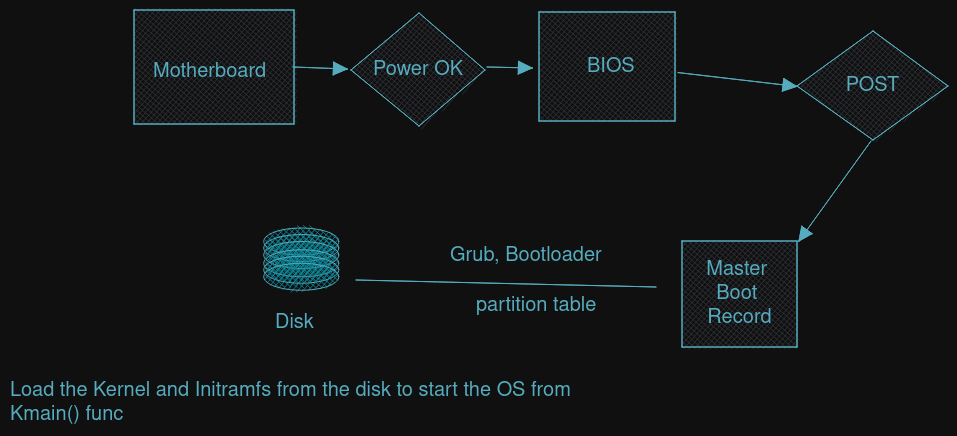 Motherboard
Power OK
BIOS
POST
Grub, Bootloader
partition table
Master
Boot
Record
Disk
Load the Kernel and Initramfs from the disk to start the OS from
Kmain() func